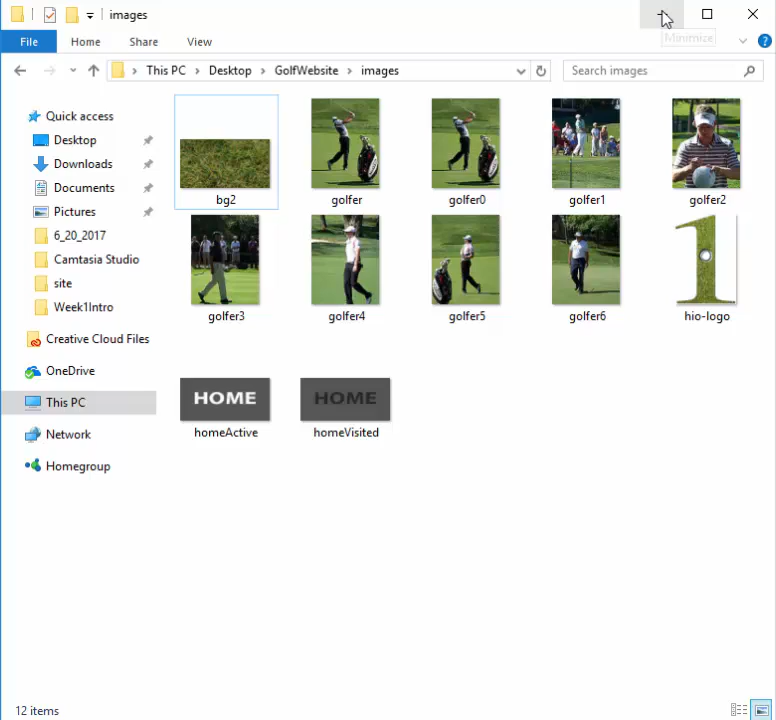 images
Minimize
File Home Share View
This PC Desktop GolfWebsite images
Search images
Quick access
Desktop
Downloads
Documents
Pictures
6_20_2017
Camtasia Studio
site
Week1Intro
Creative Cloud Files
OneDrive
This PC
Network
Homegroup
bg2 golfer golfer0 golfer1 golfer2
golfer3 golfer4 golfer5 golfer6 hio-logo
HOME HOME
homeActive homeVisited
12 items